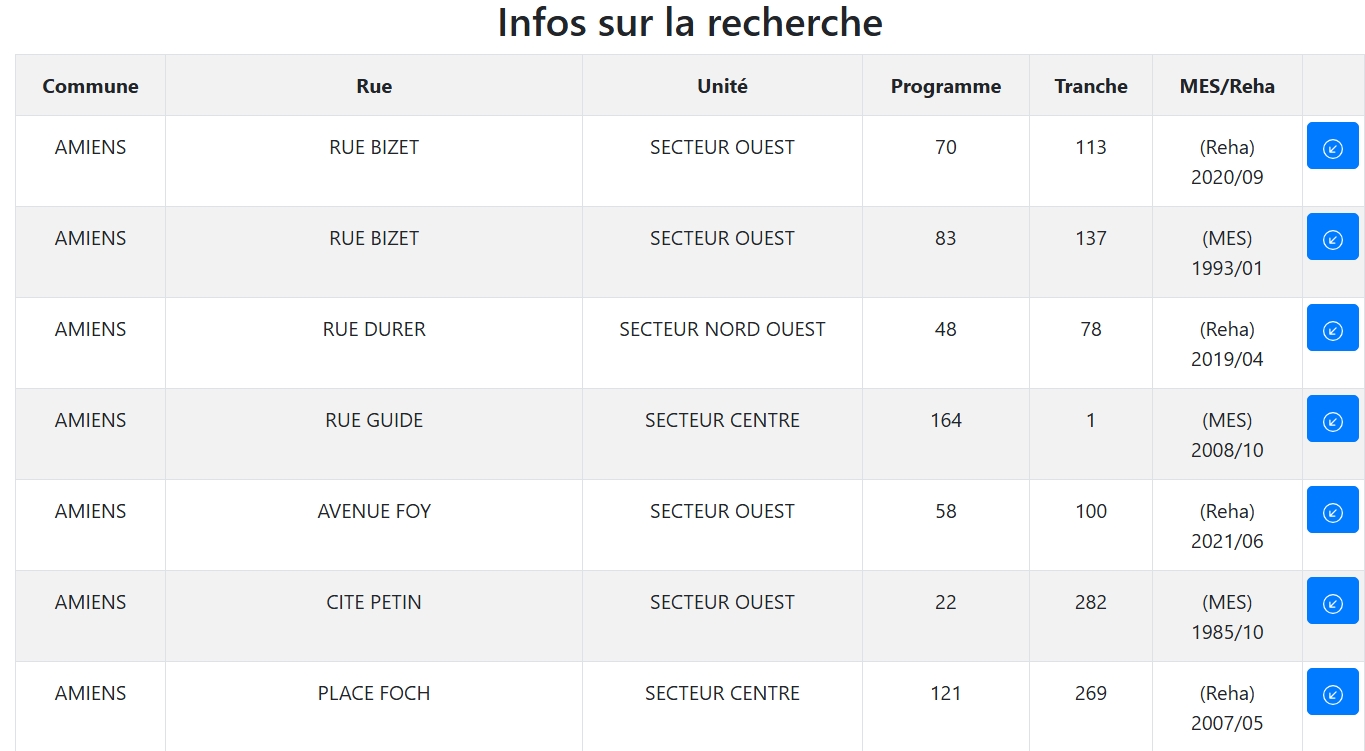 Infos sur la recherche
Commune Rue Unité Programme Tranche MES/Reha
AMIENS RUE BIZET SECTEUR OUEST 70 113 (Reha)
2020/09
AMIENS RUE BIZET SECTEUR OUEST 83 137 (MES)
1993/01
AMIENS RUE DURER SECTEUR NORD OUEST 48 78 (Reha)
2019/04
AMIENS RUE GUIDE SECTEUR CENTRE 164 1 (MES)
2008/10
AMIENS AVENUE FOY SECTEUR OUEST 58 100 (Reha)
2021/06
AMIENS CITE PETIN SECTEUR OUEST 22 282 (MES)
1985/10
AMIENS PLACE FOCH SECTEUR CENTRE 121 269 (Reha)
2007/05